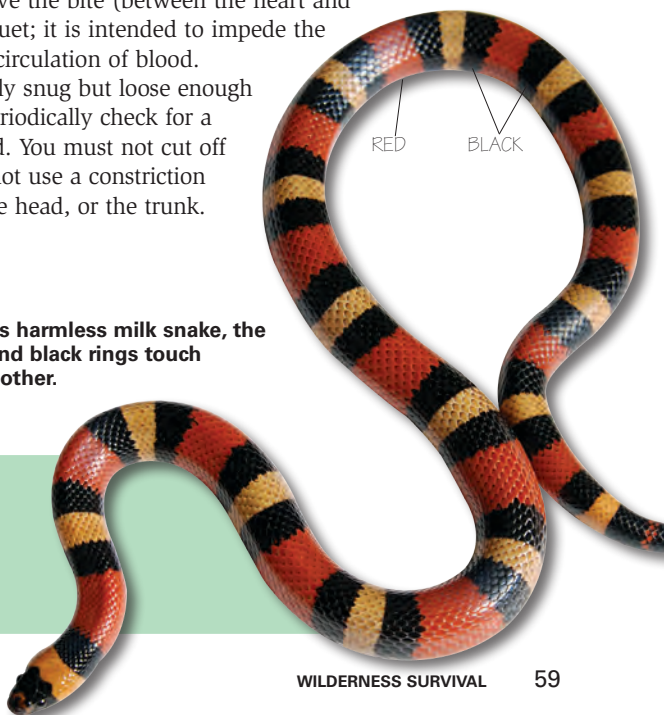 ve the bite (between the heart and
uet; it is intended to impede the
circulation of blood.
ly snug but loose enough
riodically check for a
d. You must not cut off
not use a constriction
e head, or the trunk.
RED BLACK
s harmless milk snake, the
nd black rings touch
other.
WILDERNESS SURVIVAL 59